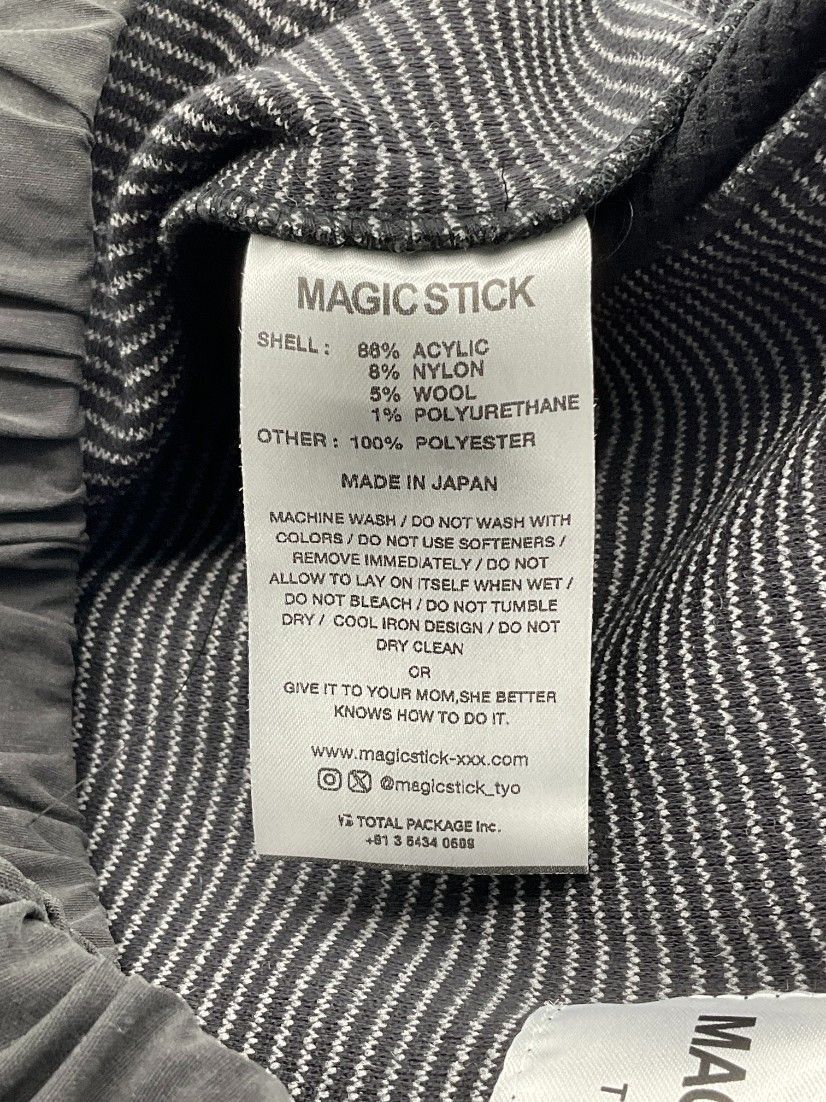 MAGIC STICK
SHELL : 86% ACYLIC
8% NYLON
5% WOOL
1% POLYURETHANE
OTHER : 100% POLYESTER
MADE IN JAPAN
MACHINE WASH / DO NOT WASH WITH
COLORS / DO NOT USE SOFTENERS /
REMOVE IMMEDIATELY / DO NOT
ALLOW TO LAY ON ITSELF WHEN WET /
DO NOT BLEACH / DO NOT TUMBLE
DRY / COOL IRON DESIGN / DO NOT
DRY CLEAN
OR
GIVE IT TO YOUR MOM,SHE BETTER
KNOWS HOW TO DO IT.
www.magicstick-xxx.com
@magicstick_tyo
TOTAL PACKAGE Inc.
+81 3 5434 0609
MAG
T